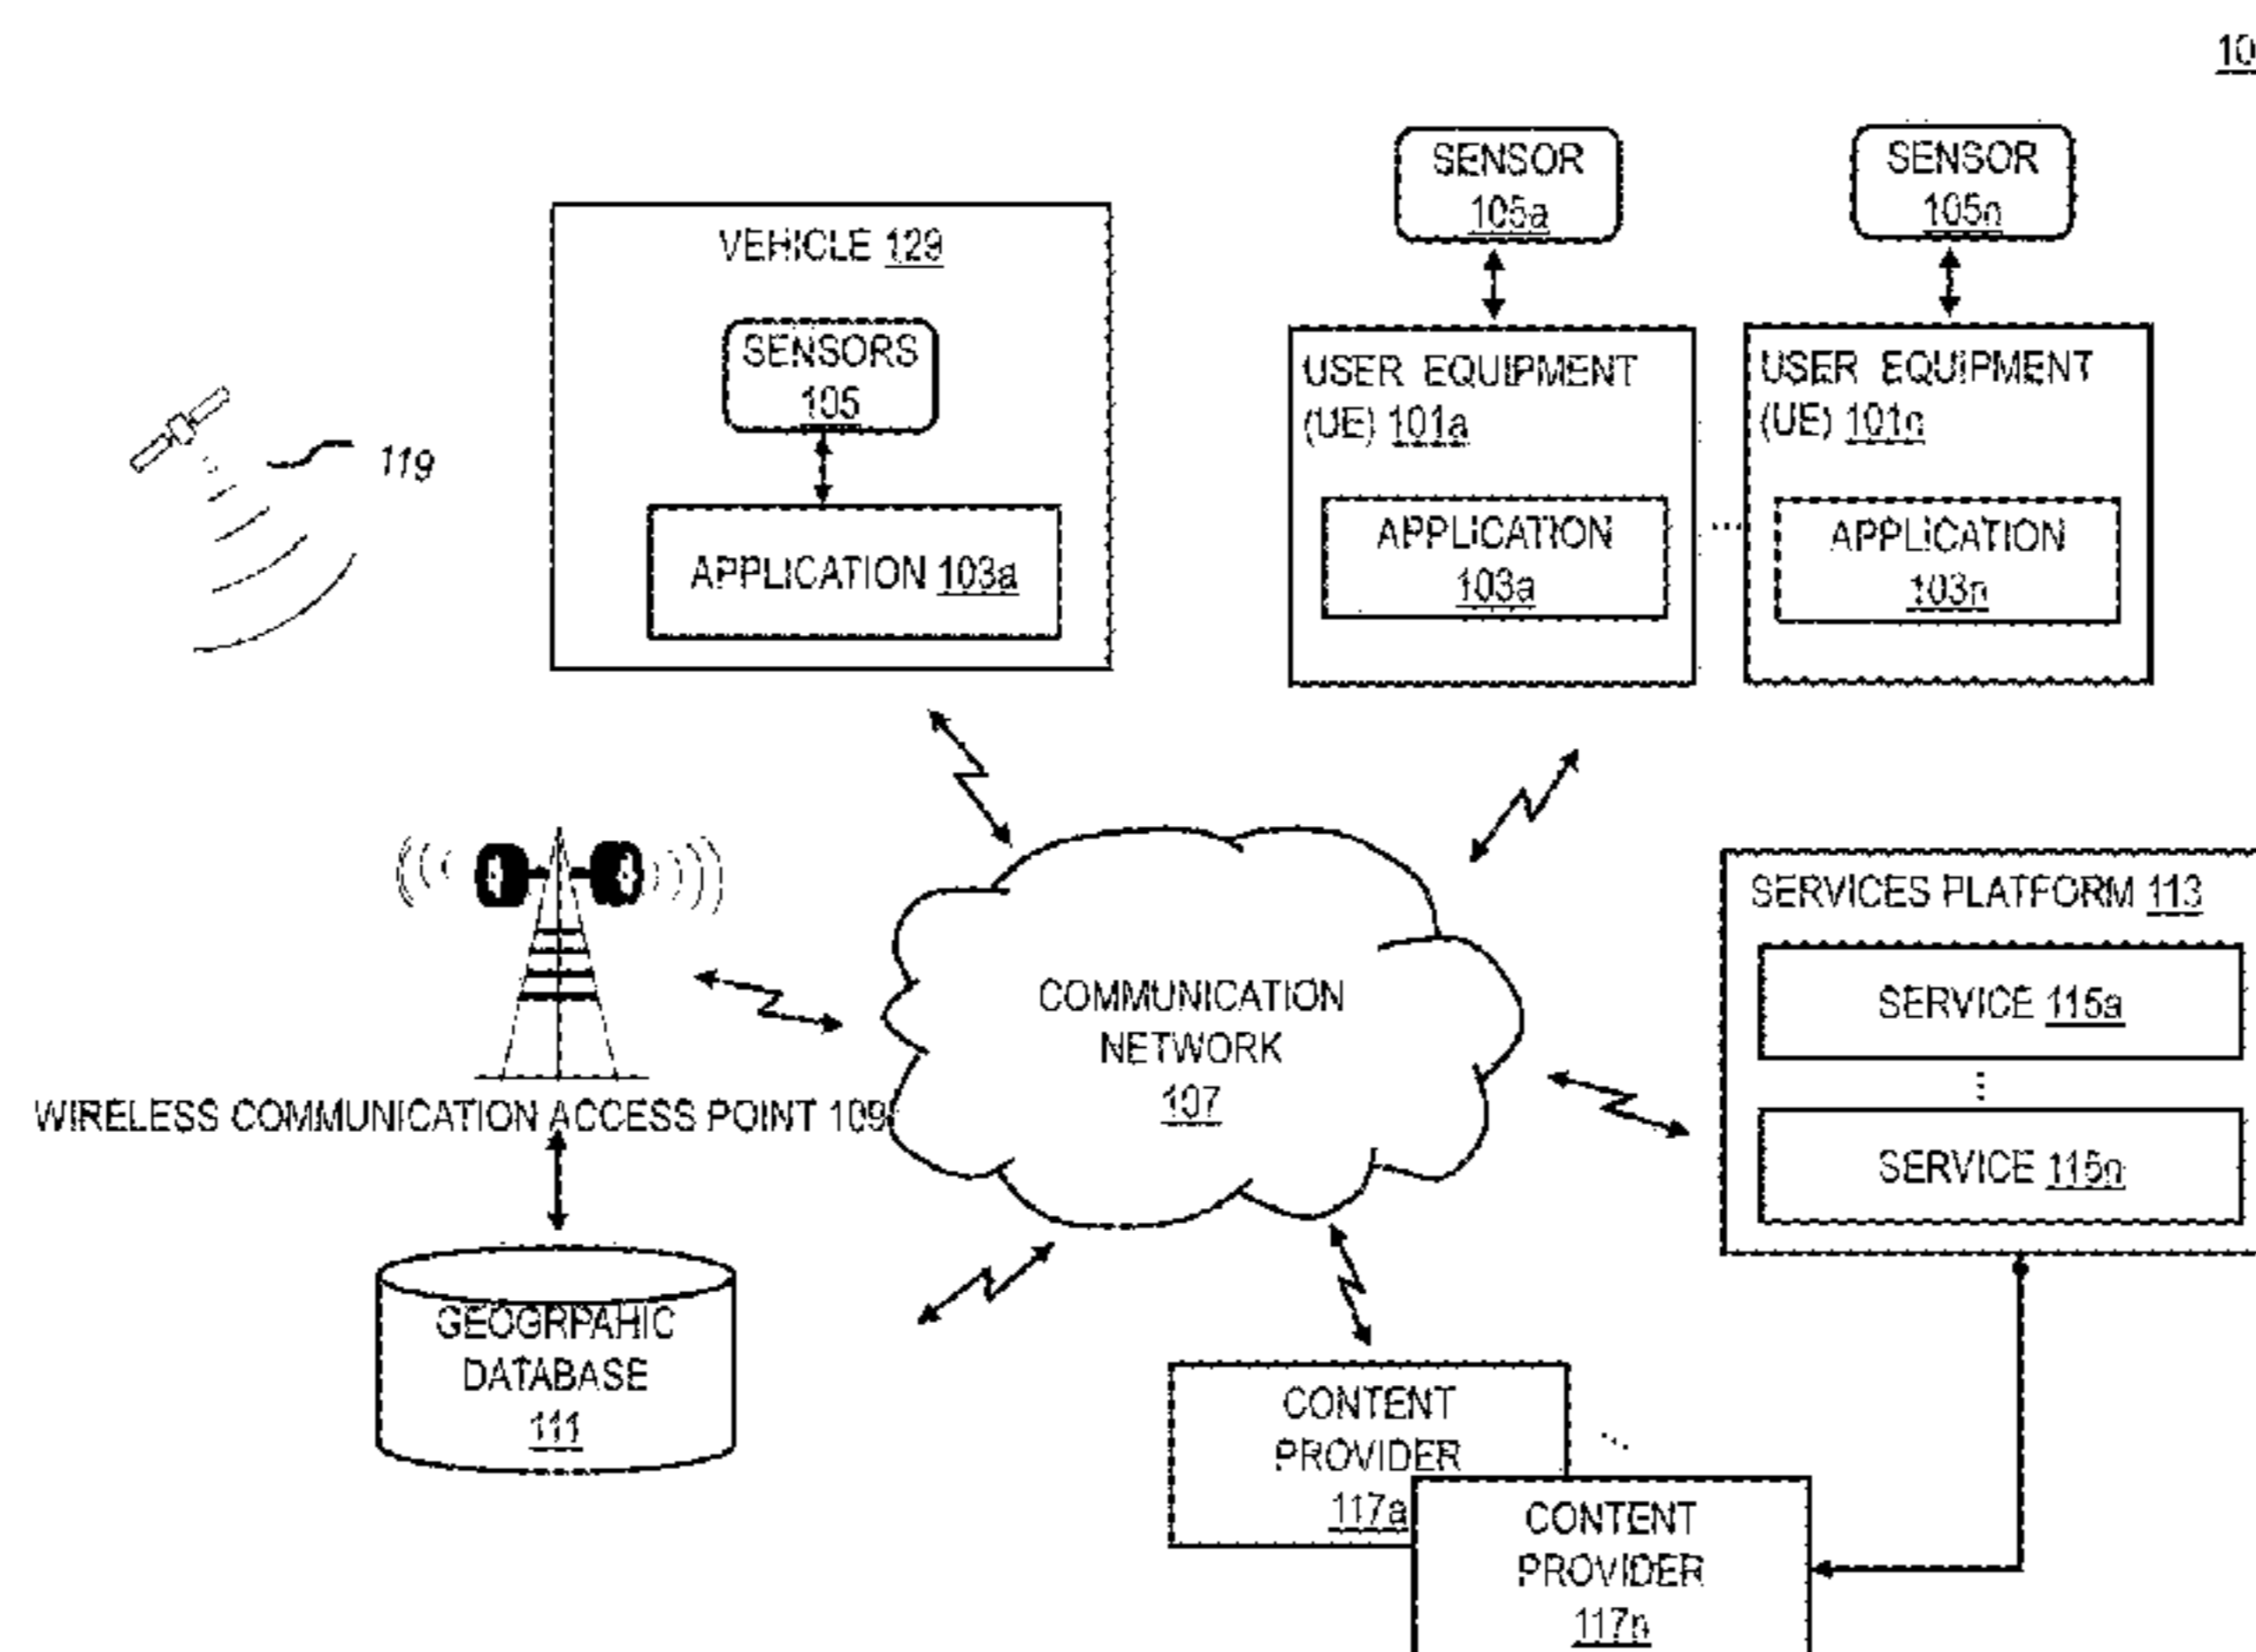 10
SENSOR
105a
SENSOR
105n
VEHICLE 129
SENSORS
105
APPLICATION 103a
USER EQUIPMENT
(UE) 101a
APPLICATION
103a
...
USER EQUIPMENT
(UE) 101n
APPLICATION
103n
119
WIRELESS COMMUNICATION ACCESS POINT 109
COMMUNICATION
NETWORK
107
SERVICES PLATFORM 113
SERVICE 115a
SERVICE 115n
GEOGRPAHIC
DATABASE
111
CONTENT
PROVIDER
117a
CONTENT
PROVIDER
117n